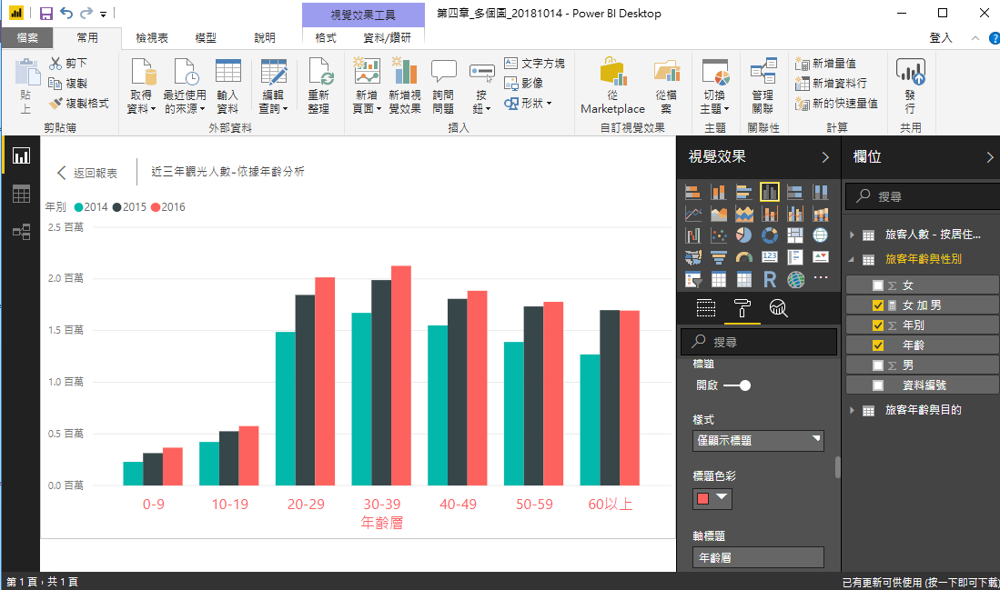 視覺效果工具
第四章_多個圖_20181014 - Power BI Desktop
檔案 常用 檢視表 模型 說明 格式 資料/鑽研 登入
貼上
剪下
複製
複製格式
剪貼簿
取得資料
最近使用的來源
輸入資料
編輯查詢
重新整理
外部資料
新增頁面
新增視覺效果
詢問問題
按鈕
文字方塊
影像
形狀
插入
從 Marketplace
從檔案
自訂視覺效果
切換主題
主題
管理關聯
關聯性
新增量值
新增資料行
新的快速量值
計算
發行
共用
返回報表
近三年觀光人數-依據年齡分析
年別 2014 2015 2016
2.5 百萬
2.0 百萬
1.5 百萬
1.0 百萬
0.5 百萬
0.0 百萬
0-9 10-19 20-29 30-39 40-49 50-59 60以上
年齡層
視覺效果
123
R
搜尋
標題
開啟
樣式
僅顯示標題
標題色彩
軸標題
年齡層
欄位
搜尋
旅客人數 - 按居住...
旅客年齡與性別
女
女 加 男
年別
年齡
男
資料編號
旅客年齡與目的
第 1 頁，共 1 頁
已有更新可供使用 (按一下即可下載)